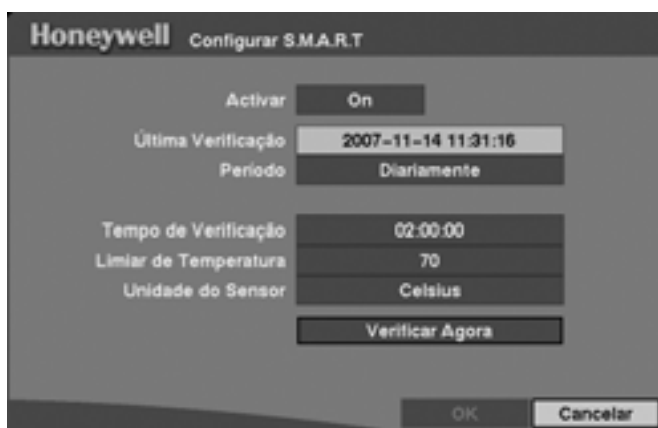 Honeywell Configurar S.M.A.R.T
Activar On
Última Verificação 2007-11-14 11:31:16
Período Diariamente
Tempo de Verificação 02:00:00
Limiar de Temperatura 70
Unidade do Sensor Celsius
Verificar Agora
OK Cancelar